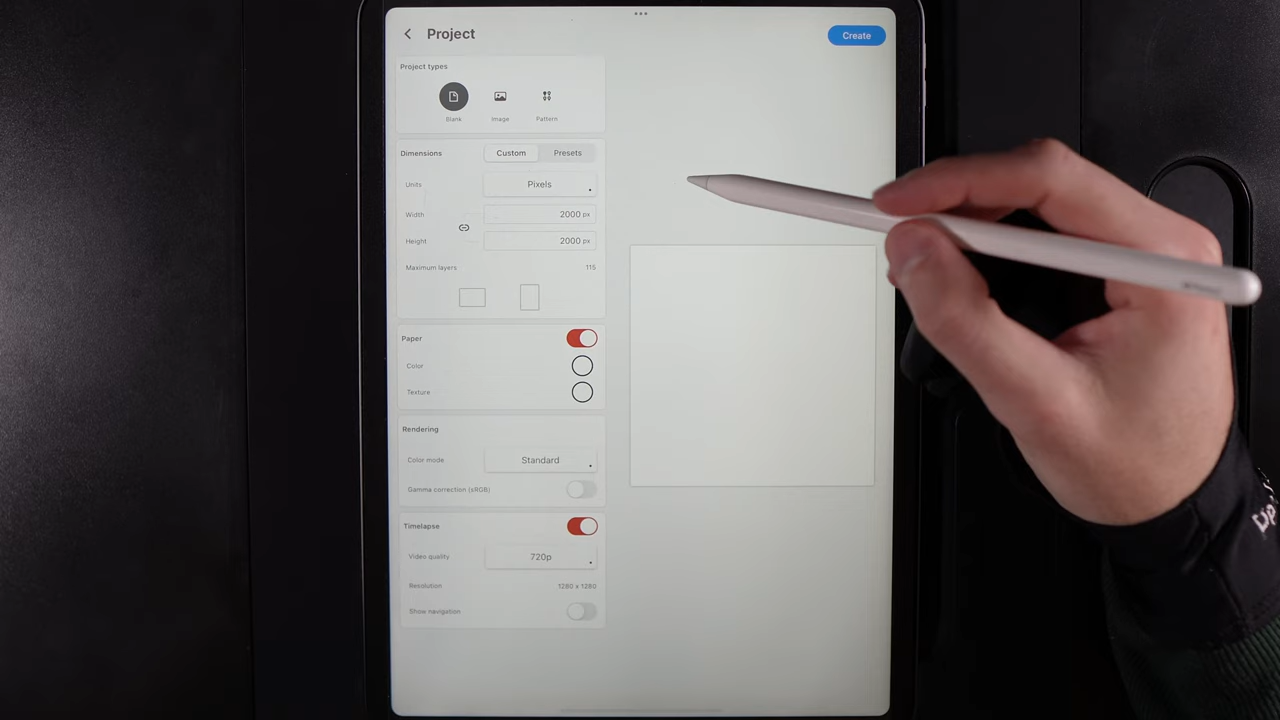 Project
Create
Project types
Blank
Image
Pattern
Dimensions
Custom
Presets
Units
Pixels
Width
2000 px
Height
2000 px
Maximum layers
115
Paper
Color
Texture
Rendering
Color mode
Standard
Gamma correction (xRGB)
Timelapse
Video quality
720p
Resolution
1280 x 1280
Show navigation